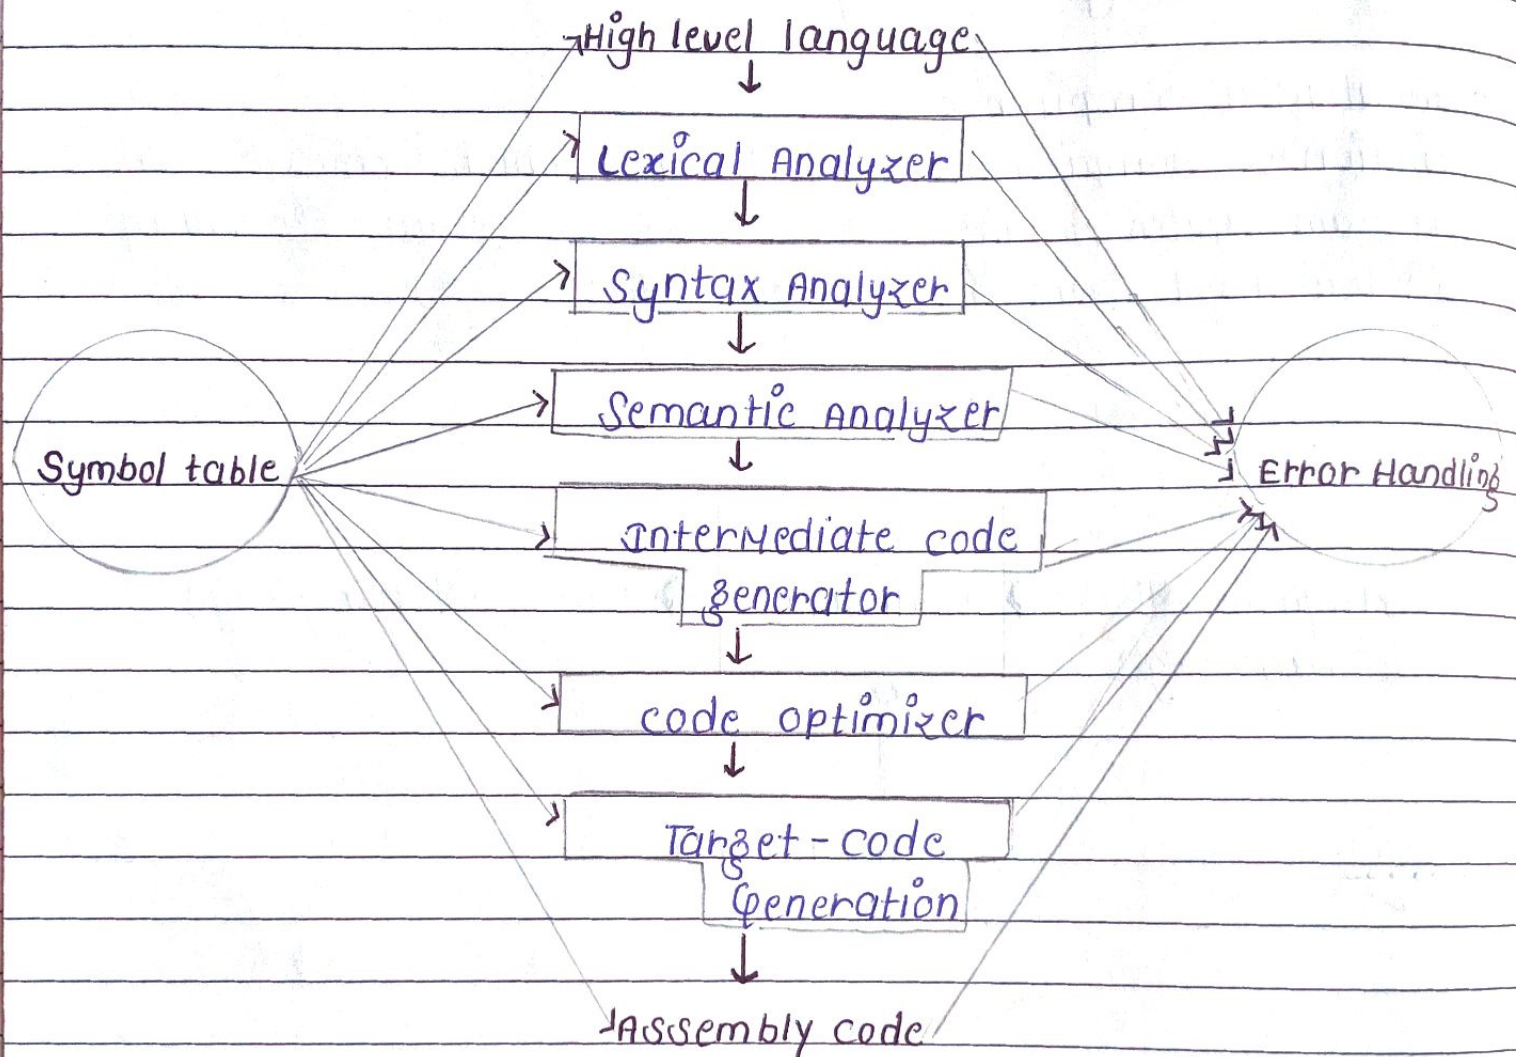 High level language
Lexical Analyzer
Syntax Analyzer
Semantic Analyzer
Symbol table
Error Handling
Intermediate code
generator
code optimizer
Target-code
Generation
Assembly code